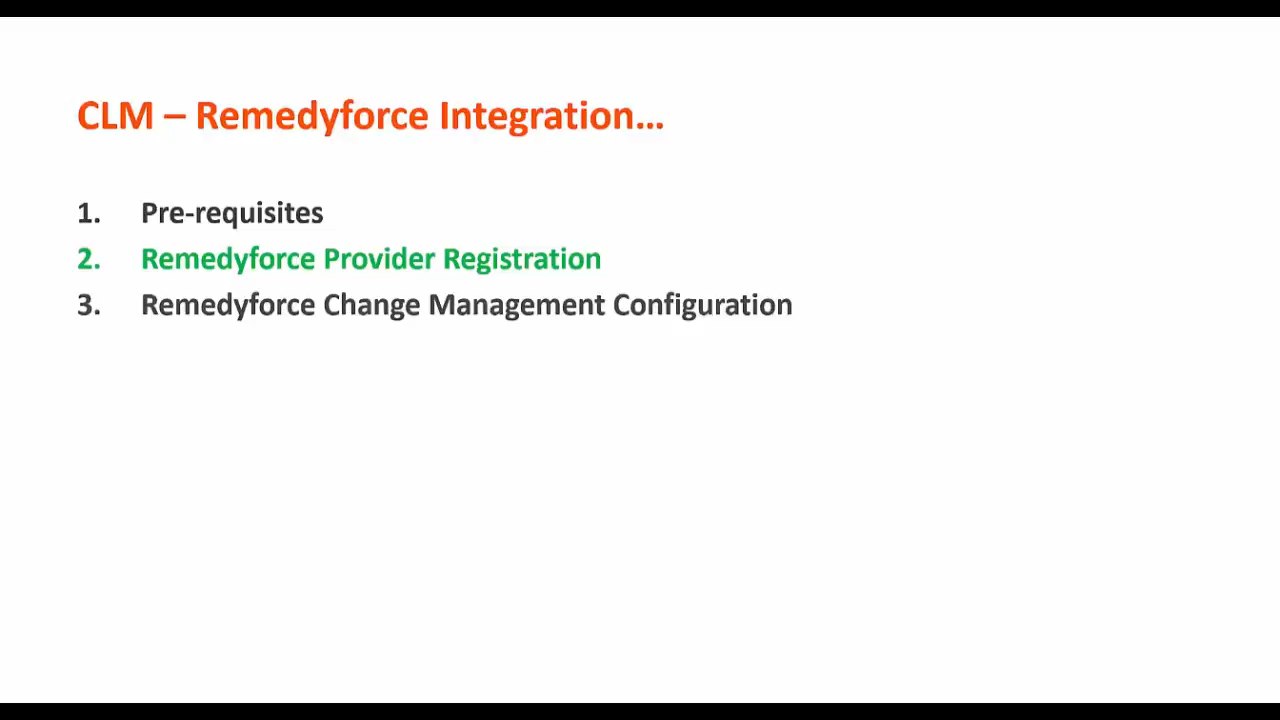 CLM – Remedyforce Integration...
1. Pre-requisites
2. Remedyforce Provider Registration
3. Remedyforce Change Management Configuration